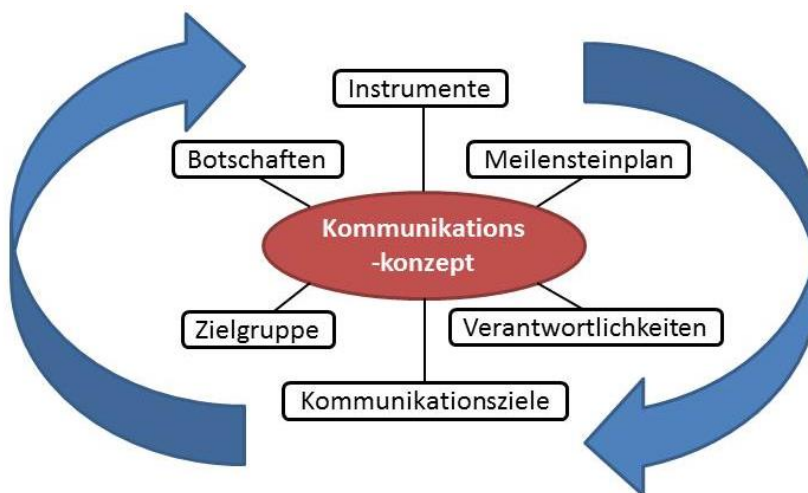 Instrumente
Botschaften
Meilensteinplan
Kommunikations
-konzept
Zielgruppe
Verantwortlichkeiten
Kommunikationsziele